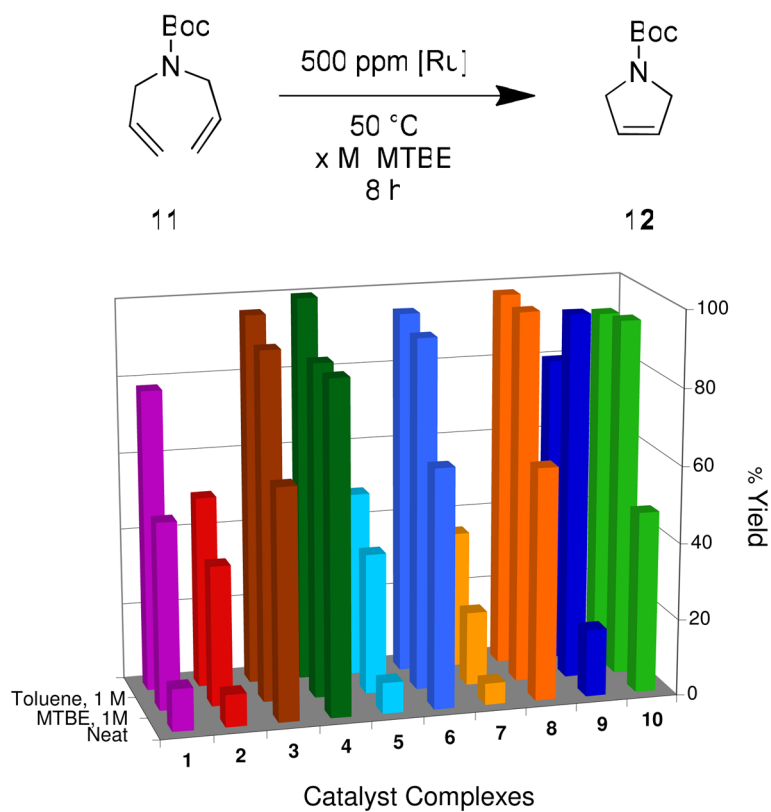 Boc
N
500 ppm [Ru]
50 °C
x M MTBE
8 h
Boc
N
11
12
100
80
60
40
20
0
% Yield
Toluene, 1 M
MTBE, 1M
Neat
1 2 3 4 5 6 7 8 9 10
Catalyst Complexes